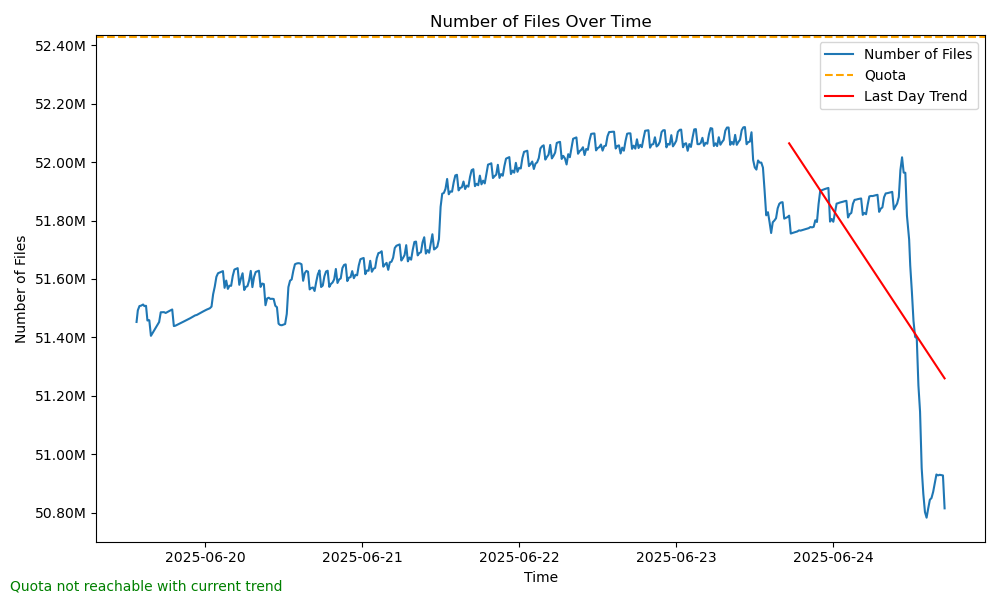 Number of Files Over Time
52.40M
52.20M
52.00M
51.80M
51.60M
51.40M
51.20M
51.00M
50.80M
Number of Files
Number of Files
Quota
Last Day Trend
2025-06-20
2025-06-21
2025-06-22
2025-06-23
2025-06-24
Time
Quota not reachable with current trend